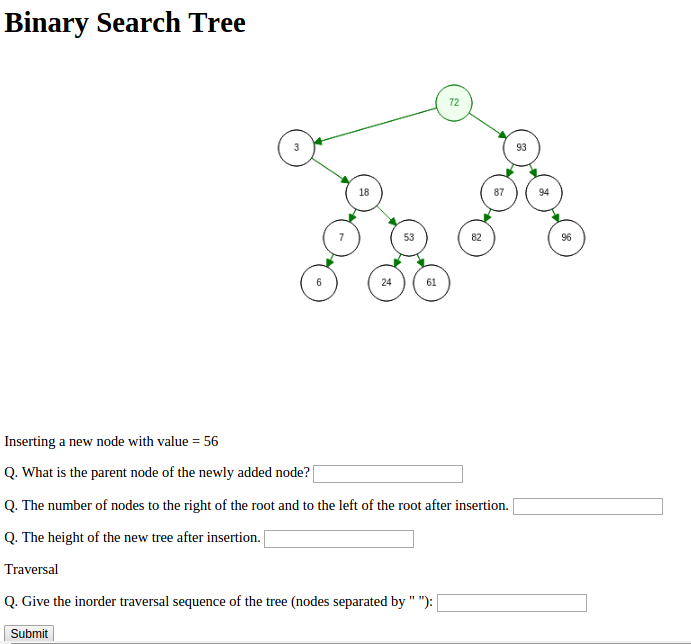 Binary Search Tree
72
3 93
18 87 94
7 53 82 96
6 24 61
Inserting a new node with value = 56
Q. What is the parent node of the newly added node?
Q. The number of nodes to the right of the root and to the left of the root after insertion.
Q. The height of the new tree after insertion.
Traversal
Q. Give the inorder traversal sequence of the tree (nodes separated by " "):
Submit